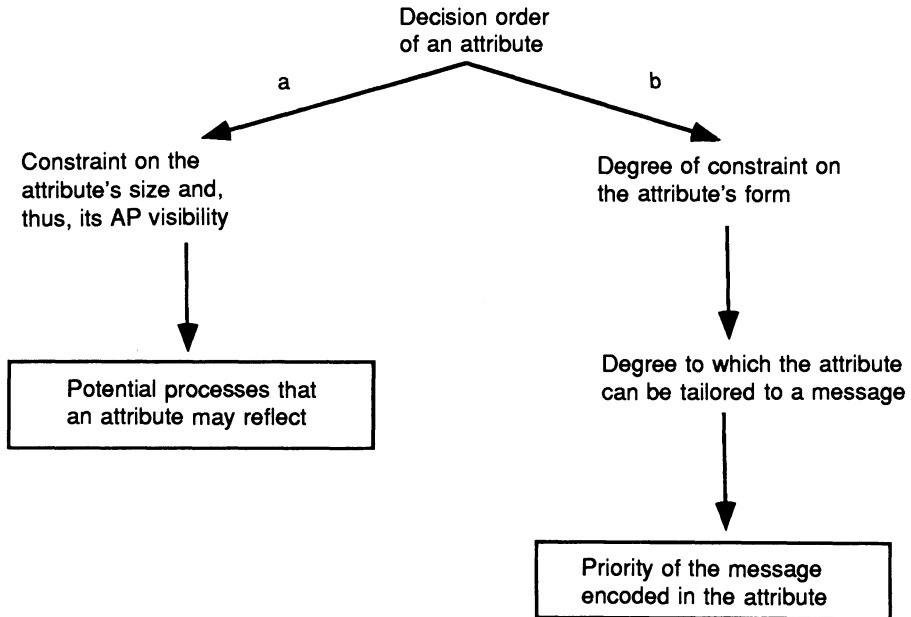 Decision order
of an attribute
a
b
Constraint on the
attribute's size and,
thus, its AP visibility
Degree of constraint on
the attribute's form
Potential processes that
an attribute may reflect
Degree to which the attribute
can be tailored to a message
Priority of the message
encoded in the attribute